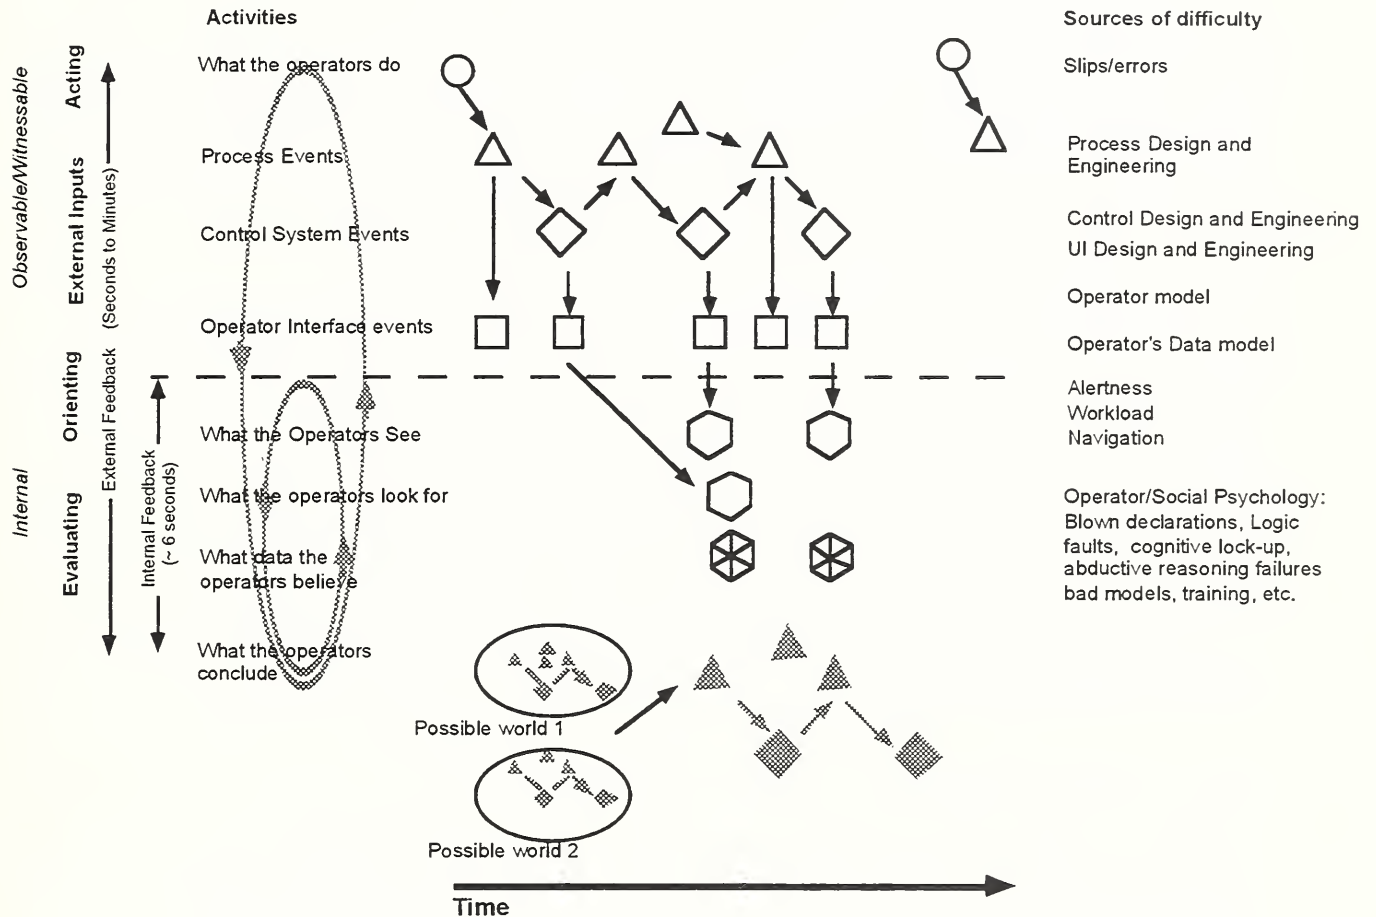 Activities
Sources of difficulty
What the operators do
Slips/errors
Process Events
Process Design and
Engineering
Control System Events
Control Design and Engineering
UI Design and Engineering
Operator Interface events
Operator model
Operator's Data model
Alertness
Workload
Navigation
What the Operators See
What the operators look for
Operator/Social Psychology:
Blown declarations, Logic
faults, cognitive lock-up,
abductive reasoning failures
bad models, training, etc.
What data the
operators believe
What the operators
conclude
Observable/Witnessable
Internal
Acting
External Inputs
Orienting
Evaluating
(Seconds to Minutes)
External Feedback
Internal Feedback
(~ 6 seconds)
Possible world 1
Possible world 2
Time